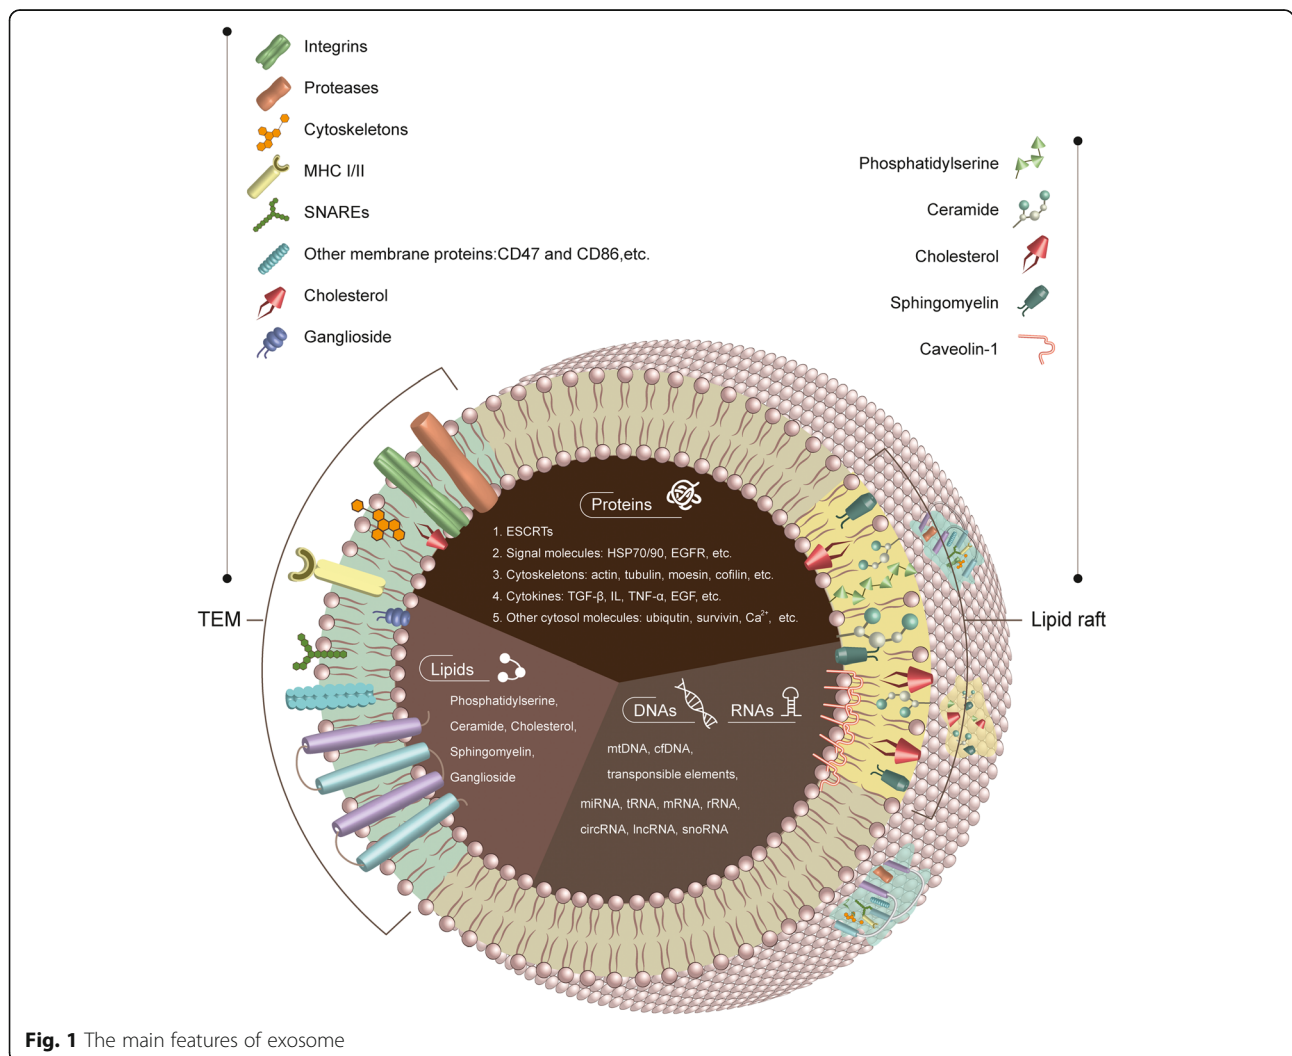 Integrins
Proteases
Cytoskeletons
MHC I/II
SNAREs
Other membrane proteins:CD47 and CD86,etc.
Cholesterol
Ganglioside
Phosphatidylserine
Ceramide
Cholesterol
Sphingomyelin
Caveolin-1
TEM
Lipid raft
Proteins
1. ESCRTs
2. Signal molecules: HSP70/90, EGFR, etc.
3. Cytoskeletons: actin, tubulin, moesin, cofilin, etc.
4. Cytokines: TGF-β, IL, TNF-α, EGF, etc.
5. Other cytosol molecules: ubiqutin, survivin, Ca²⁺, etc.
Lipids
Phosphatidylserine,
Ceramide, Cholesterol,
Sphingomyelin,
Ganglioside
DNAs RNAs
mtDNA, cfDNA,
transponsible elements,
miRNA, tRNA, mRNA, rRNA,
circRNA, lncRNA, snoRNA
Fig. 1 The main features of exosome